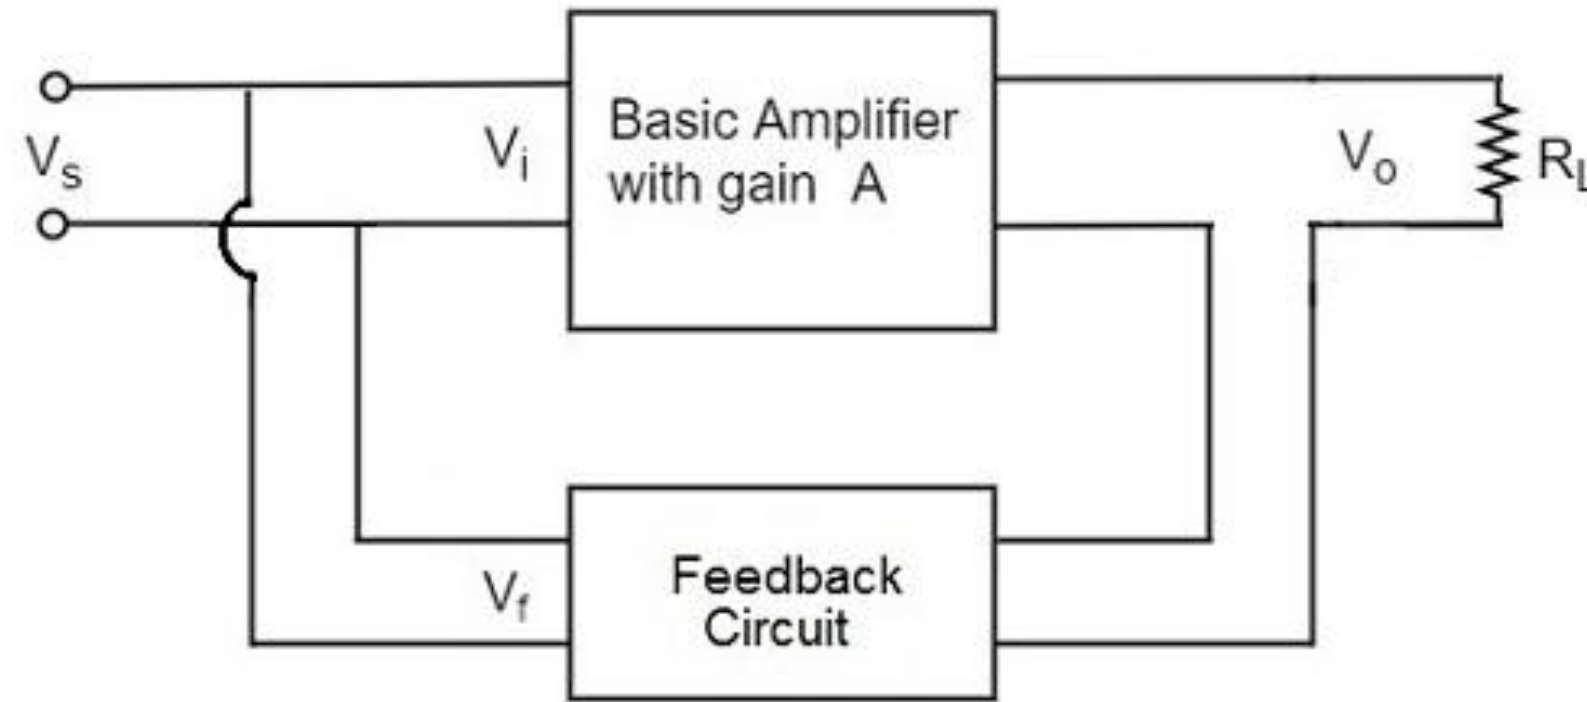 Basic Amplifier
with gain A
Vs
Vi
Vo
RL
Feedback
Circuit
Vf